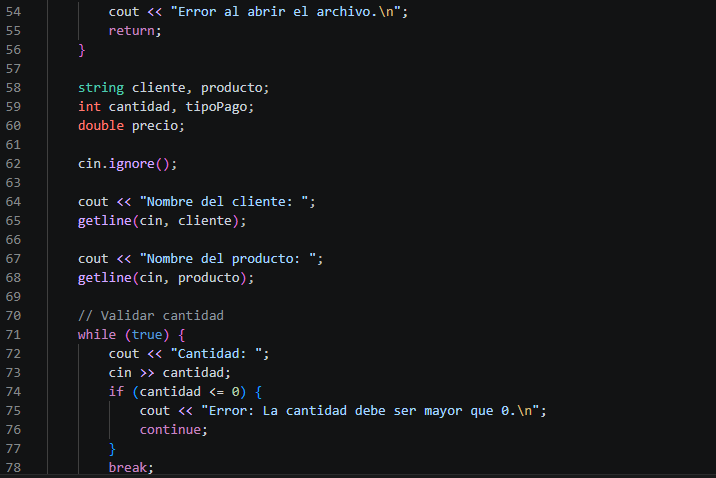 54 cout << "Error al abrir el archivo.\n";
55 return;
56 }
57
58 string cliente, producto;
59 int cantidad, tipoPago;
60 double precio;
61
62 cin.ignore();
63
64 cout << "Nombre del cliente: ";
65 getline(cin, cliente);
66
67 cout << "Nombre del producto: ";
68 getline(cin, producto);
69
70 // Validar cantidad
71 while (true) {
72 cout << "Cantidad: ";
73 cin >> cantidad;
74 if (cantidad <= 0) {
75 cout << "Error: La cantidad debe ser mayor que 0.\n";
76 continue;
77 }
78 break;